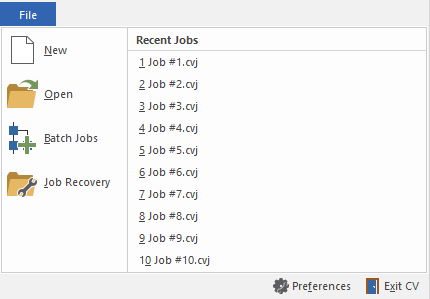 File
New
Open
Batch Jobs
Job Recovery
Recent Jobs
1 Job #1.cvj
2 Job #2.cvj
3 Job #3.cvj
4 Job #4.cvj
5 Job #5.cvj
6 Job #6.cvj
7 Job #7.cvj
8 Job #8.cvj
9 Job #9.cvj
10 Job #10.cvj
Preferences
Exit CV